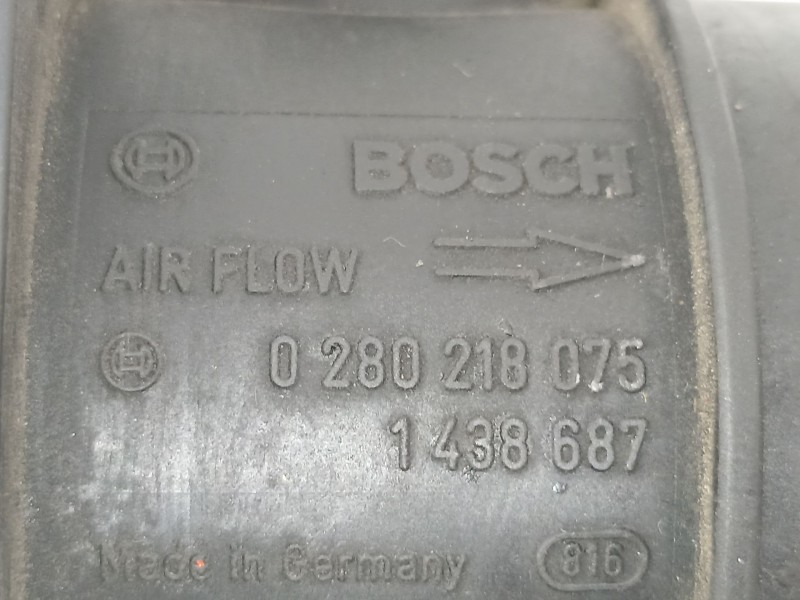 BOSCH
AIR FLOW
0 280 218 075
1 438 687
Made in Germany 816